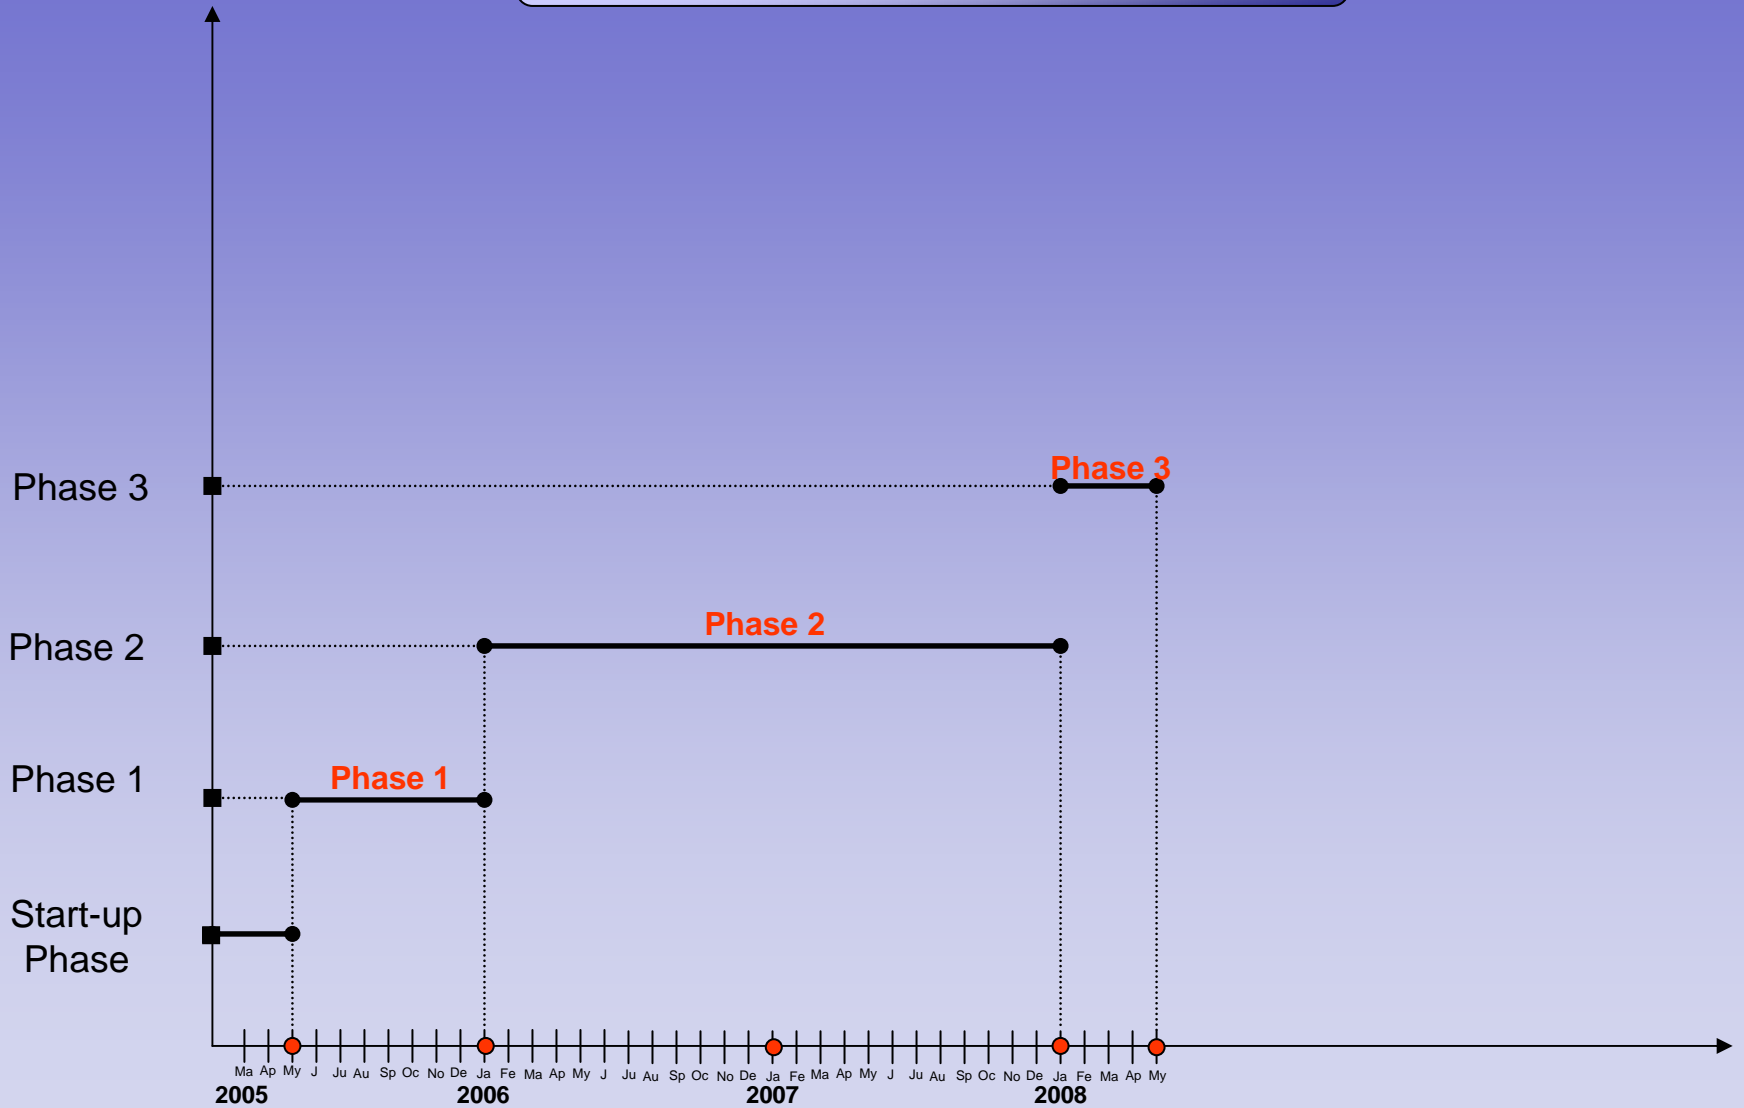 Phase 3
Phase 3
Phase 2
Phase 2
Phase 1
Phase 1
Start-up
Phase
Ma Ap My J Ju Au Sp Oc No De Ja Fe Ma Ap My J Ju Au Sp Oc No De Ja Fe Ma Ap My J Ju Au Sp Oc No De Ja Fe Ma Ap My
2005 2006 2007 2008